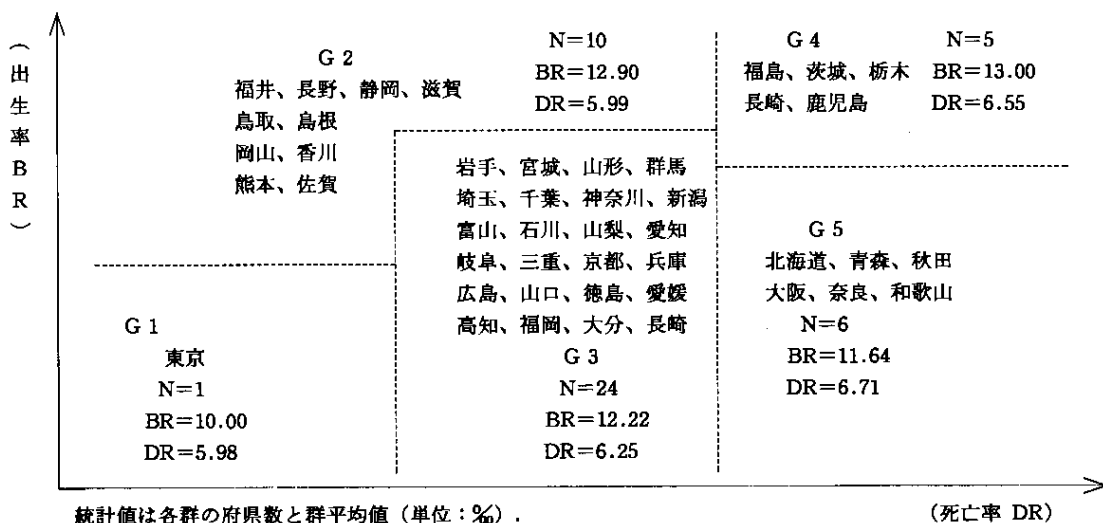 （出生率BR）
G 2
福井、長野、静岡、滋賀
鳥取、島根
岡山、香川
熊本、佐賀
N=10
BR=12.90
DR=5.99
G 4
福島、茨城、栃木
長崎、鹿児島
N=5
BR=13.00
DR=6.55
岩手、宮城、山形、群馬
埼玉、千葉、神奈川、新潟
富山、石川、山梨、愛知
岐阜、三重、京都、兵庫
広島、山口、徳島、愛媛
高知、福岡、大分、長崎
G 3
N=24
BR=12.22
DR=6.25
G 5
北海道、青森、秋田
大阪、奈良、和歌山
N=6
BR=11.64
DR=6.71
G 1
東京
N=1
BR=10.00
DR=5.98
統計値は各群の府県数と群平均値（単位：‰）.
（死亡率 DR）